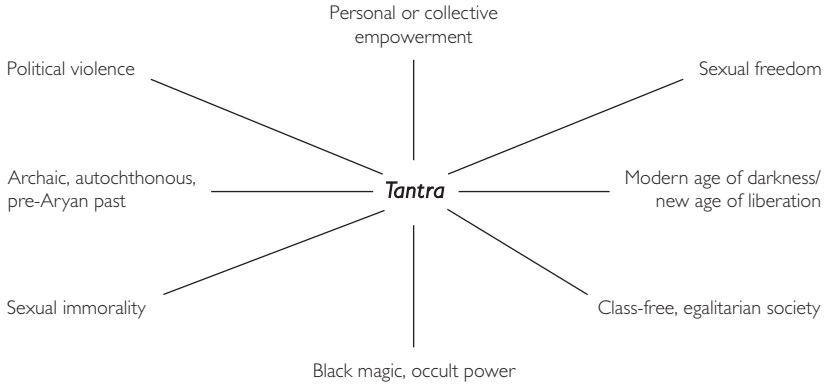 Personal or collective
empowerment
Political violence
Sexual freedom
Archaic, autochthonous,
pre-Aryan past
Tantra
Modern age of darkness/
new age of liberation
Sexual immorality
Class-free, egalitarian society
Black magic, occult power